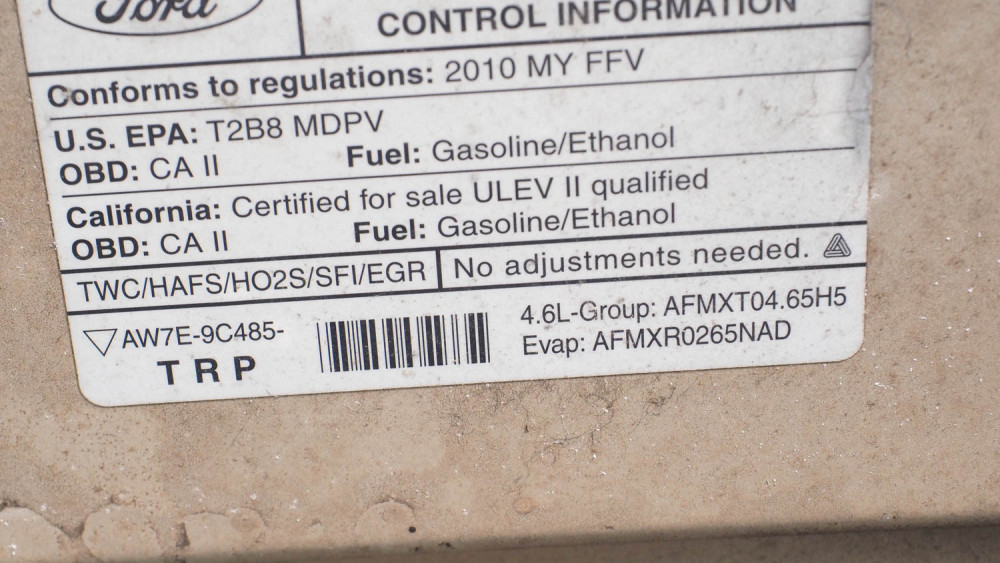 Ford
CONTROL INFORMATION
Conforms to regulations: 2010 MY FFV
U.S. EPA: T2B8 MDPV
OBD: CA II Fuel: Gasoline/Ethanol
California: Certified for sale ULEV II qualified
OBD: CA II Fuel: Gasoline/Ethanol
TWC/HAFS/HO2S/SFI/EGR No adjustments needed.
AW7E-9C485- 4.6L-Group: AFMXT04.65H5
TRP Evap: AFMXR0265NAD